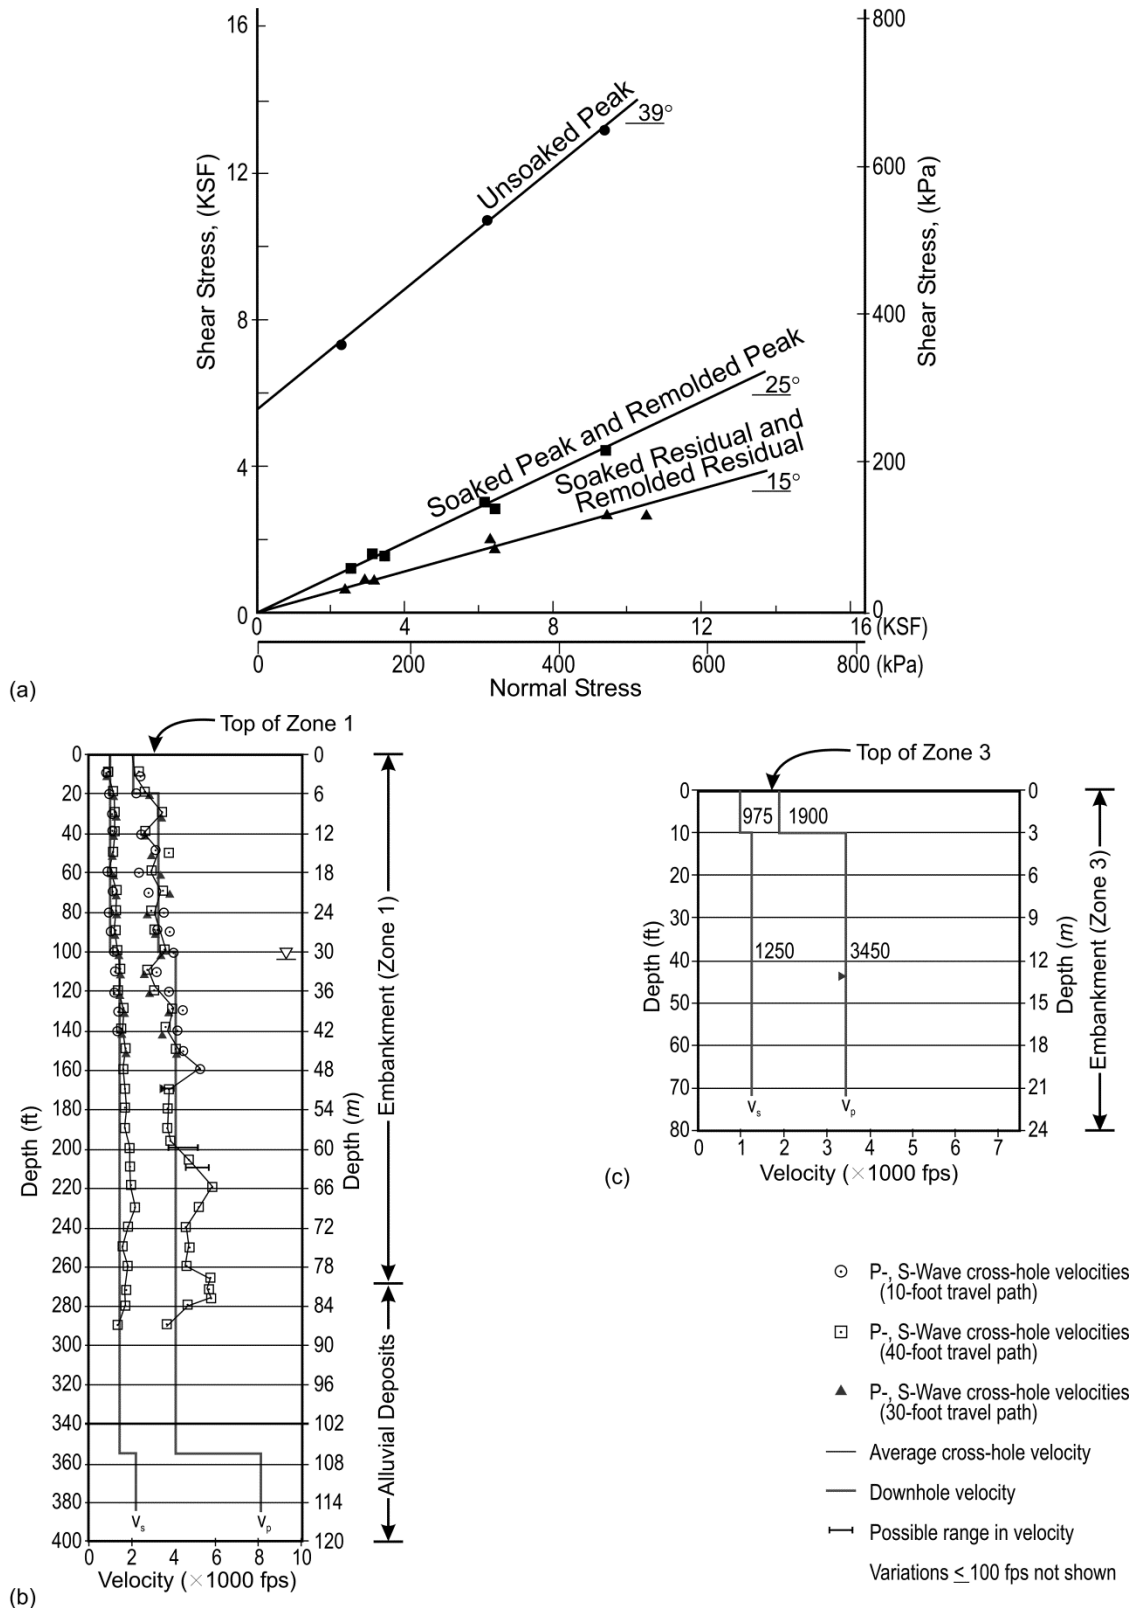 16
12
8
4
0
Shear Stress, (KSF)
800
600
400
200
0
Shear Stress, (kPa)
Unsoaked Peak
39°
Soaked Peak and Remolded Peak
25°
Soaked Residual and
Remolded Residual
15°
0 4 8 12 16 (KSF)
0 200 400 600 800 (kPa)
Normal Stress
(a)
Top of Zone 1
0
20
40
60
80
100
120
140
160
170
190
200
220
240
260
280
300
320
340
360
380
400
Depth (ft)
0
6
12
18
24
30
36
42
48
54
60
66
72
78
84
90
96
102
108
114
120
Depth (m)
Vs
Vp
0 2 4 6 8 10
Velocity (×1000 fps)
Embankment (Zone 1)
Alluvial Deposits
(b)
Top of Zone 3
0
10
20
30
40
50
60
70
80
Depth (ft)
975 1900
1250 3450
Vs
Vp
0
3
6
9
12
15
18
21
24
Depth (m)
Embankment (Zone 3)
0 1 2 3 4 5 6 7
Velocity (×1000 fps)
(c)
P-, S-Wave cross-hole velocities
(10-foot travel path)
P-, S-Wave cross-hole velocities
(40-foot travel path)
P-, S-Wave cross-hole velocities
(30-foot travel path)
Average cross-hole velocity
Downhole velocity
Possible range in velocity
Variations ≤ 100 fps not shown